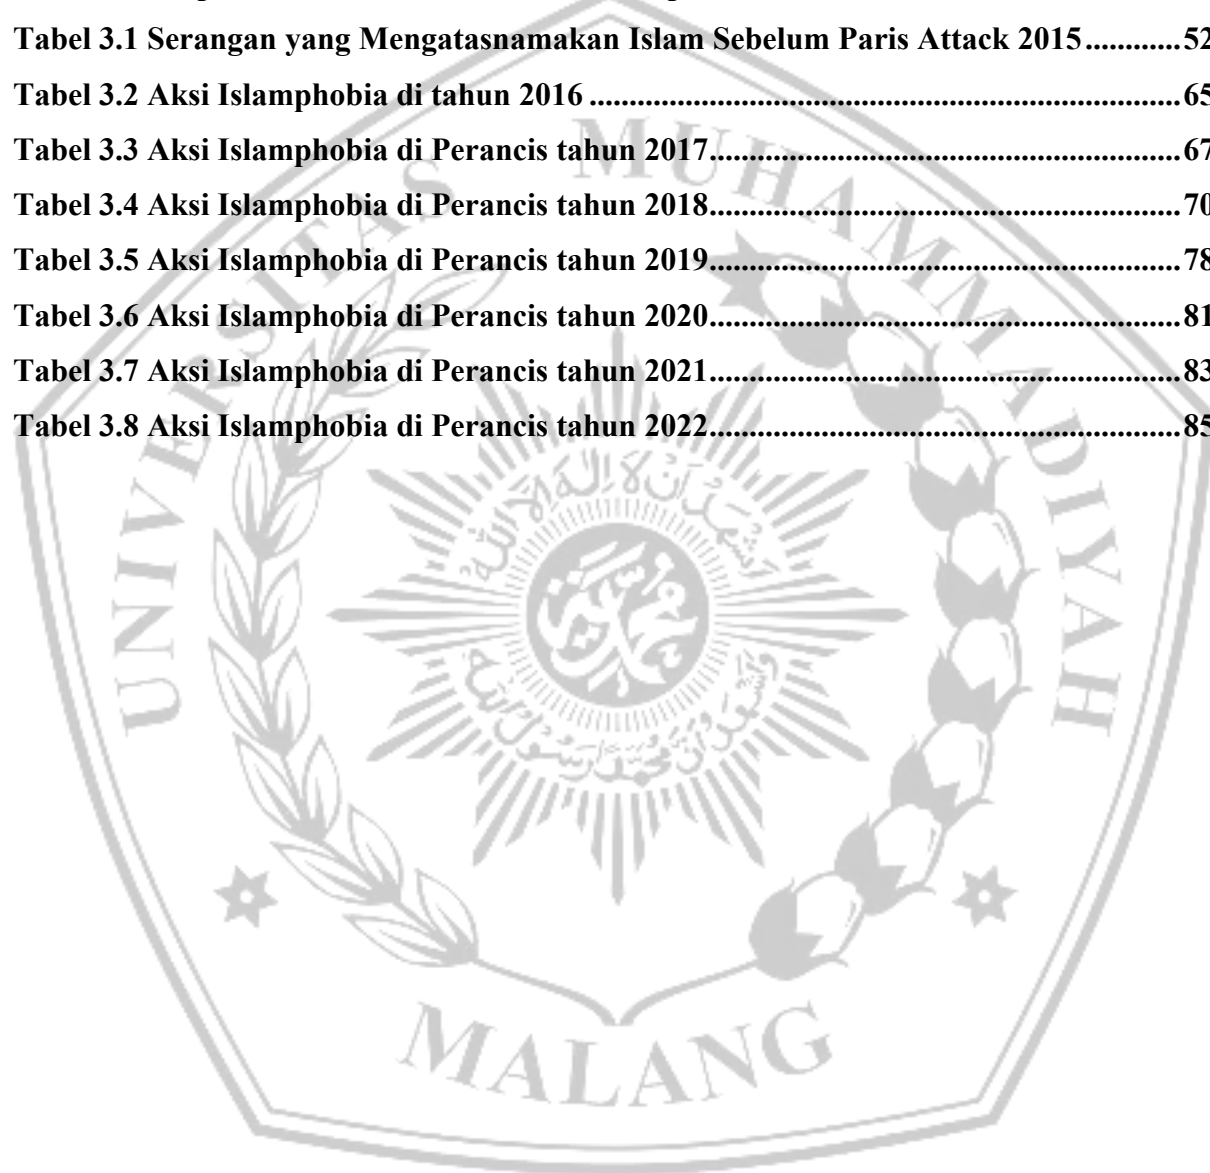 Tabel 3.1 Serangan yang Mengatasnamakan Islam Sebelum Paris Attack 2015............52
Tabel 3.2 Aksi Islamphobia di tahun 2016...........................................................................65
Tabel 3.3 Aksi Islamphobia di Perancis tahun 2017............................................................67
Tabel 3.4 Aksi Islamphobia di Perancis tahun 2018............................................................70
Tabel 3.5 Aksi Islamphobia di Perancis tahun 2019............................................................78
Tabel 3.6 Aksi Islamphobia di Perancis tahun 2020............................................................81
Tabel 3.7 Aksi Islamphobia di Perancis tahun 2021............................................................83
Tabel 3.8 Aksi Islamphobia di Perancis tahun 2022............................................................85
UNIVERSITAS MUHAMMADIYAH
MALANG